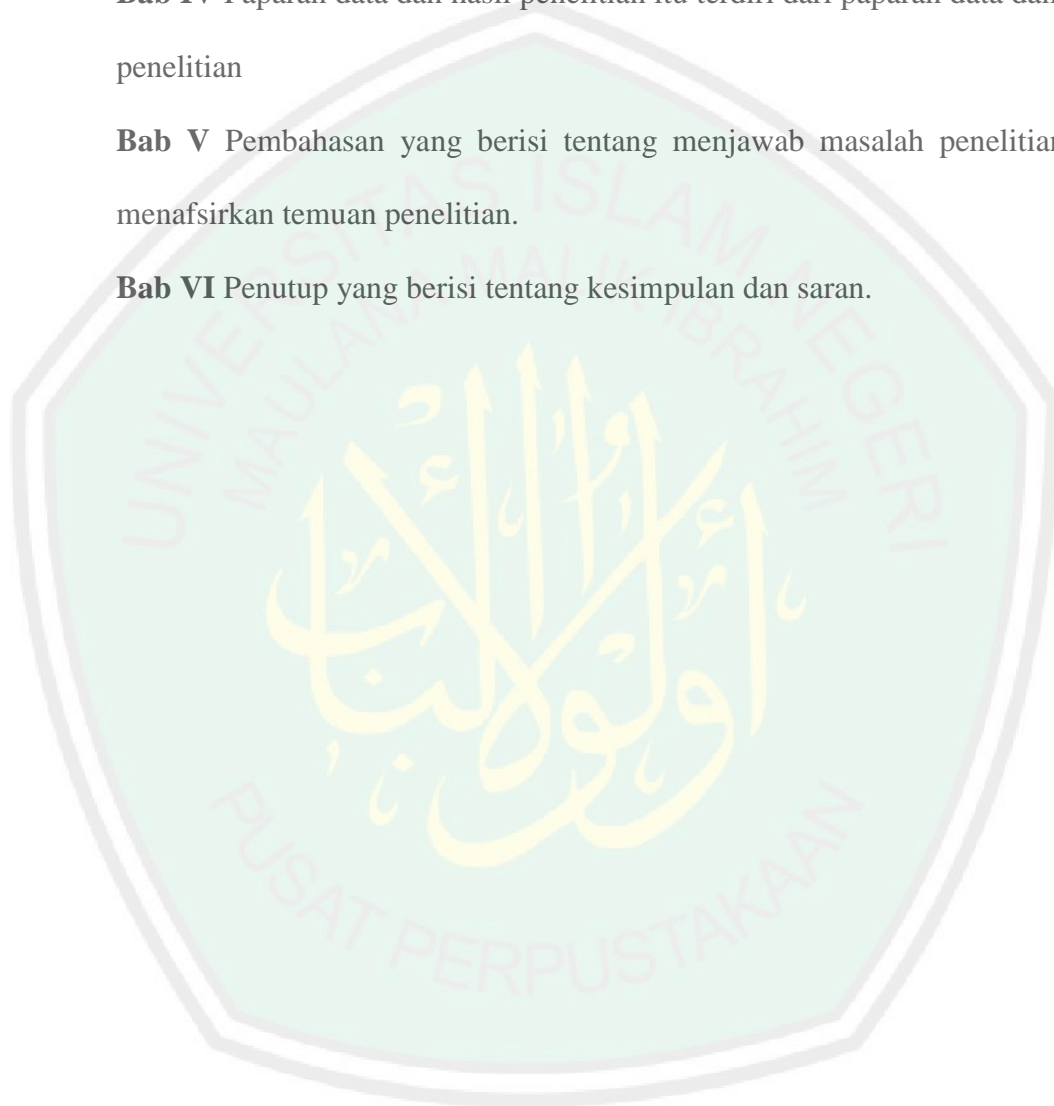 Bab IV Paparan data dan hasil penelitian itu terdiri dari paparan data dan
penelitian
Bab V Pembahasan yang berisi tentang menjawab masalah penelitian
menafsirkan temuan penelitian.
Bab VI Penutup yang berisi tentang kesimpulan dan saran.
UNIVERSITAS ISLAM NEGERI
MAULANA MALIK IBRAHIM
أولوا الألباب
PUSAT PERPUSTAKAAN